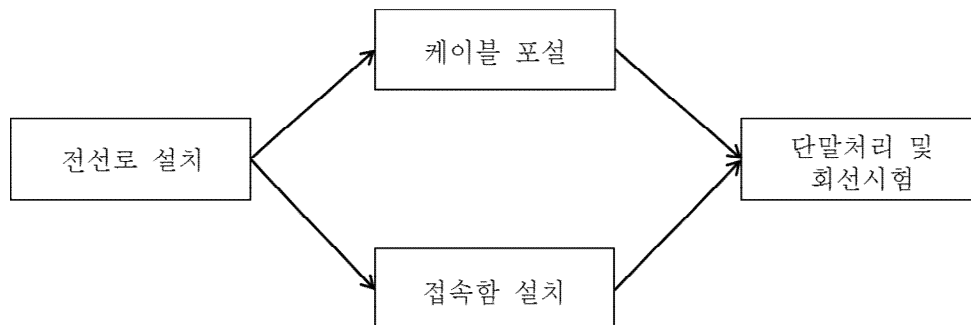 전선로 설치
케이블 포설
접속함 설치
단말처리 및
회선시험